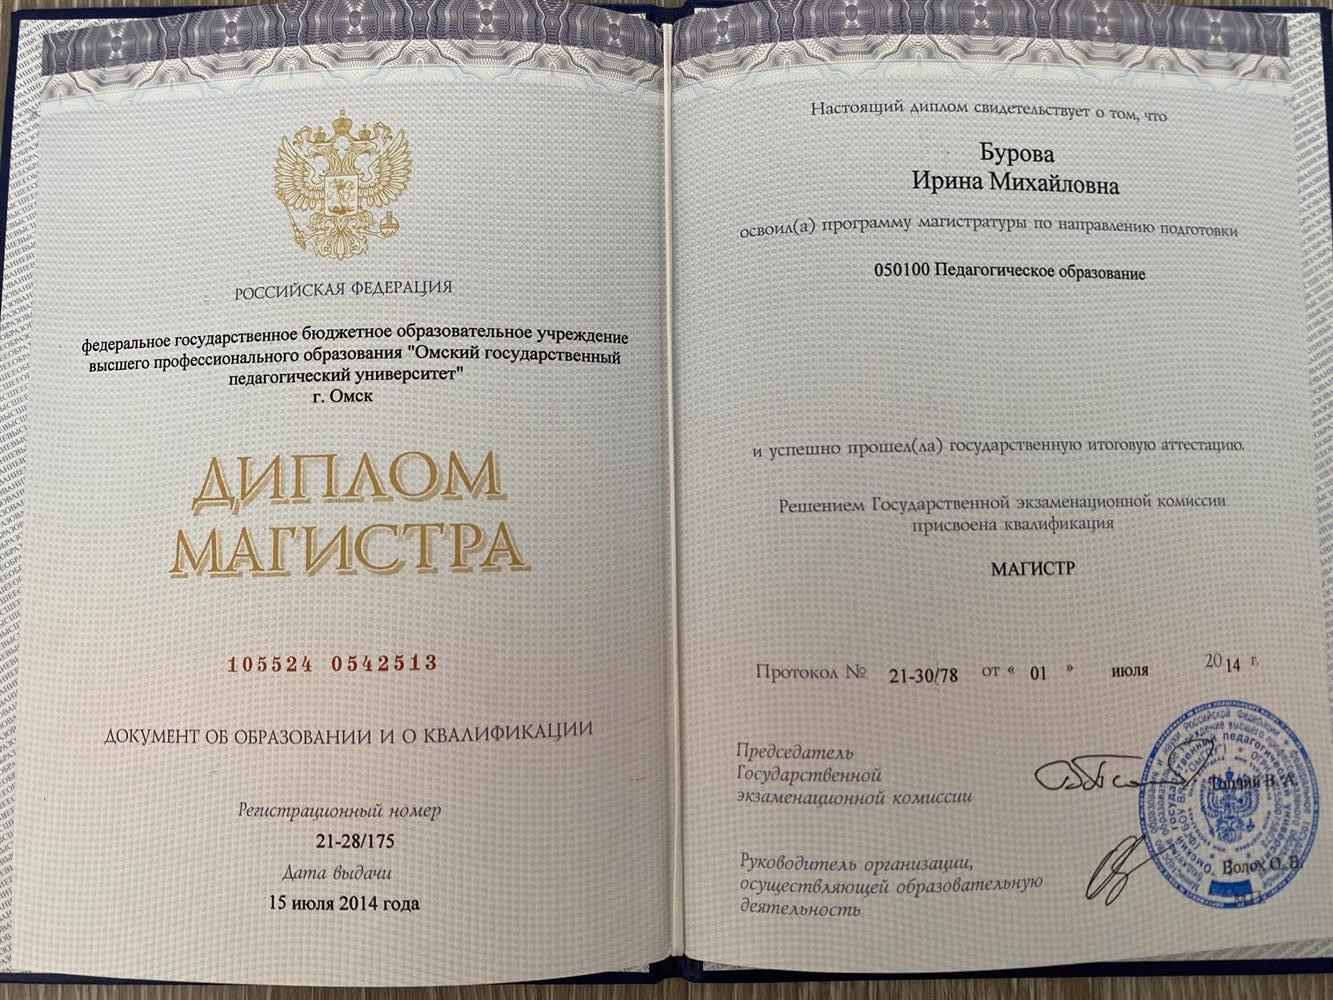 РОССИЙСКАЯ ФЕДЕРАЦИЯ
федеральное государственное бюджетное образовательное учреждение
высшего профессионального образования "Омский государственный
педагогический университет"
г. Омск
ДИПЛОМ
МАГИСТРА
105524 0542513
ДОКУМЕНТ ОБ ОБРАЗОВАНИИ И О КВАЛИФИКАЦИИ
Регистрационный номер
21-28/175
Дата выдачи
15 июля 2014 года
Настоящий диплом свидетельствует о том, что
Бурова
Ирина Михайловна
освоил(а) программу магистратуры по направлению подготовки
050100 Педагогическое образование
и успешно прошел(ла) государственную итоговую аттестацию.
Решением Государственной экзаменационной комиссии
присвоена квалификация
МАГИСТР
Протокол № 21-30/78 от « 01 » июля 2014 г.
Председатель
Государственной
экзаменационной комиссии
В. А.
Руководитель организации,
осуществляющей образовательную
деятельность
Волох О. В.